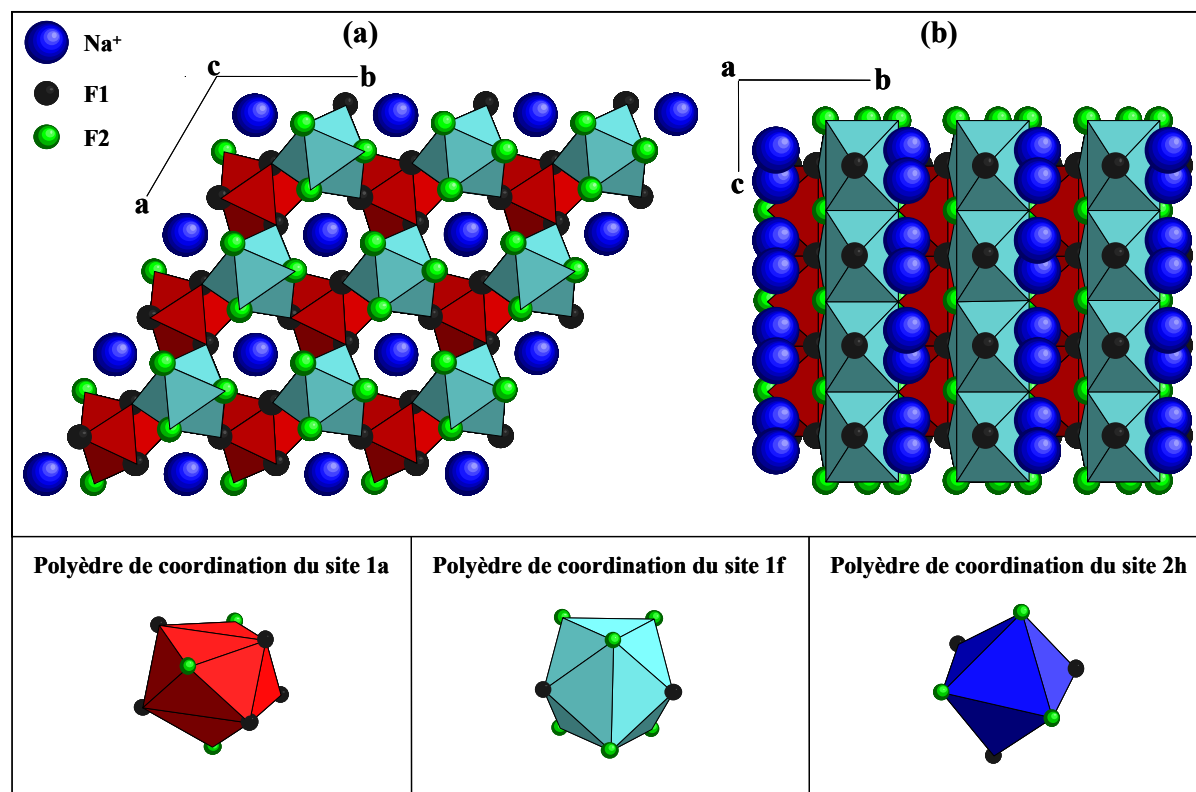 (a)
(b)
Na⁺
F1
F2
c
b
a
a
b
c
Polyèdre de coordination du site 1a
Polyèdre de coordination du site 1f
Polyèdre de coordination du site 2h